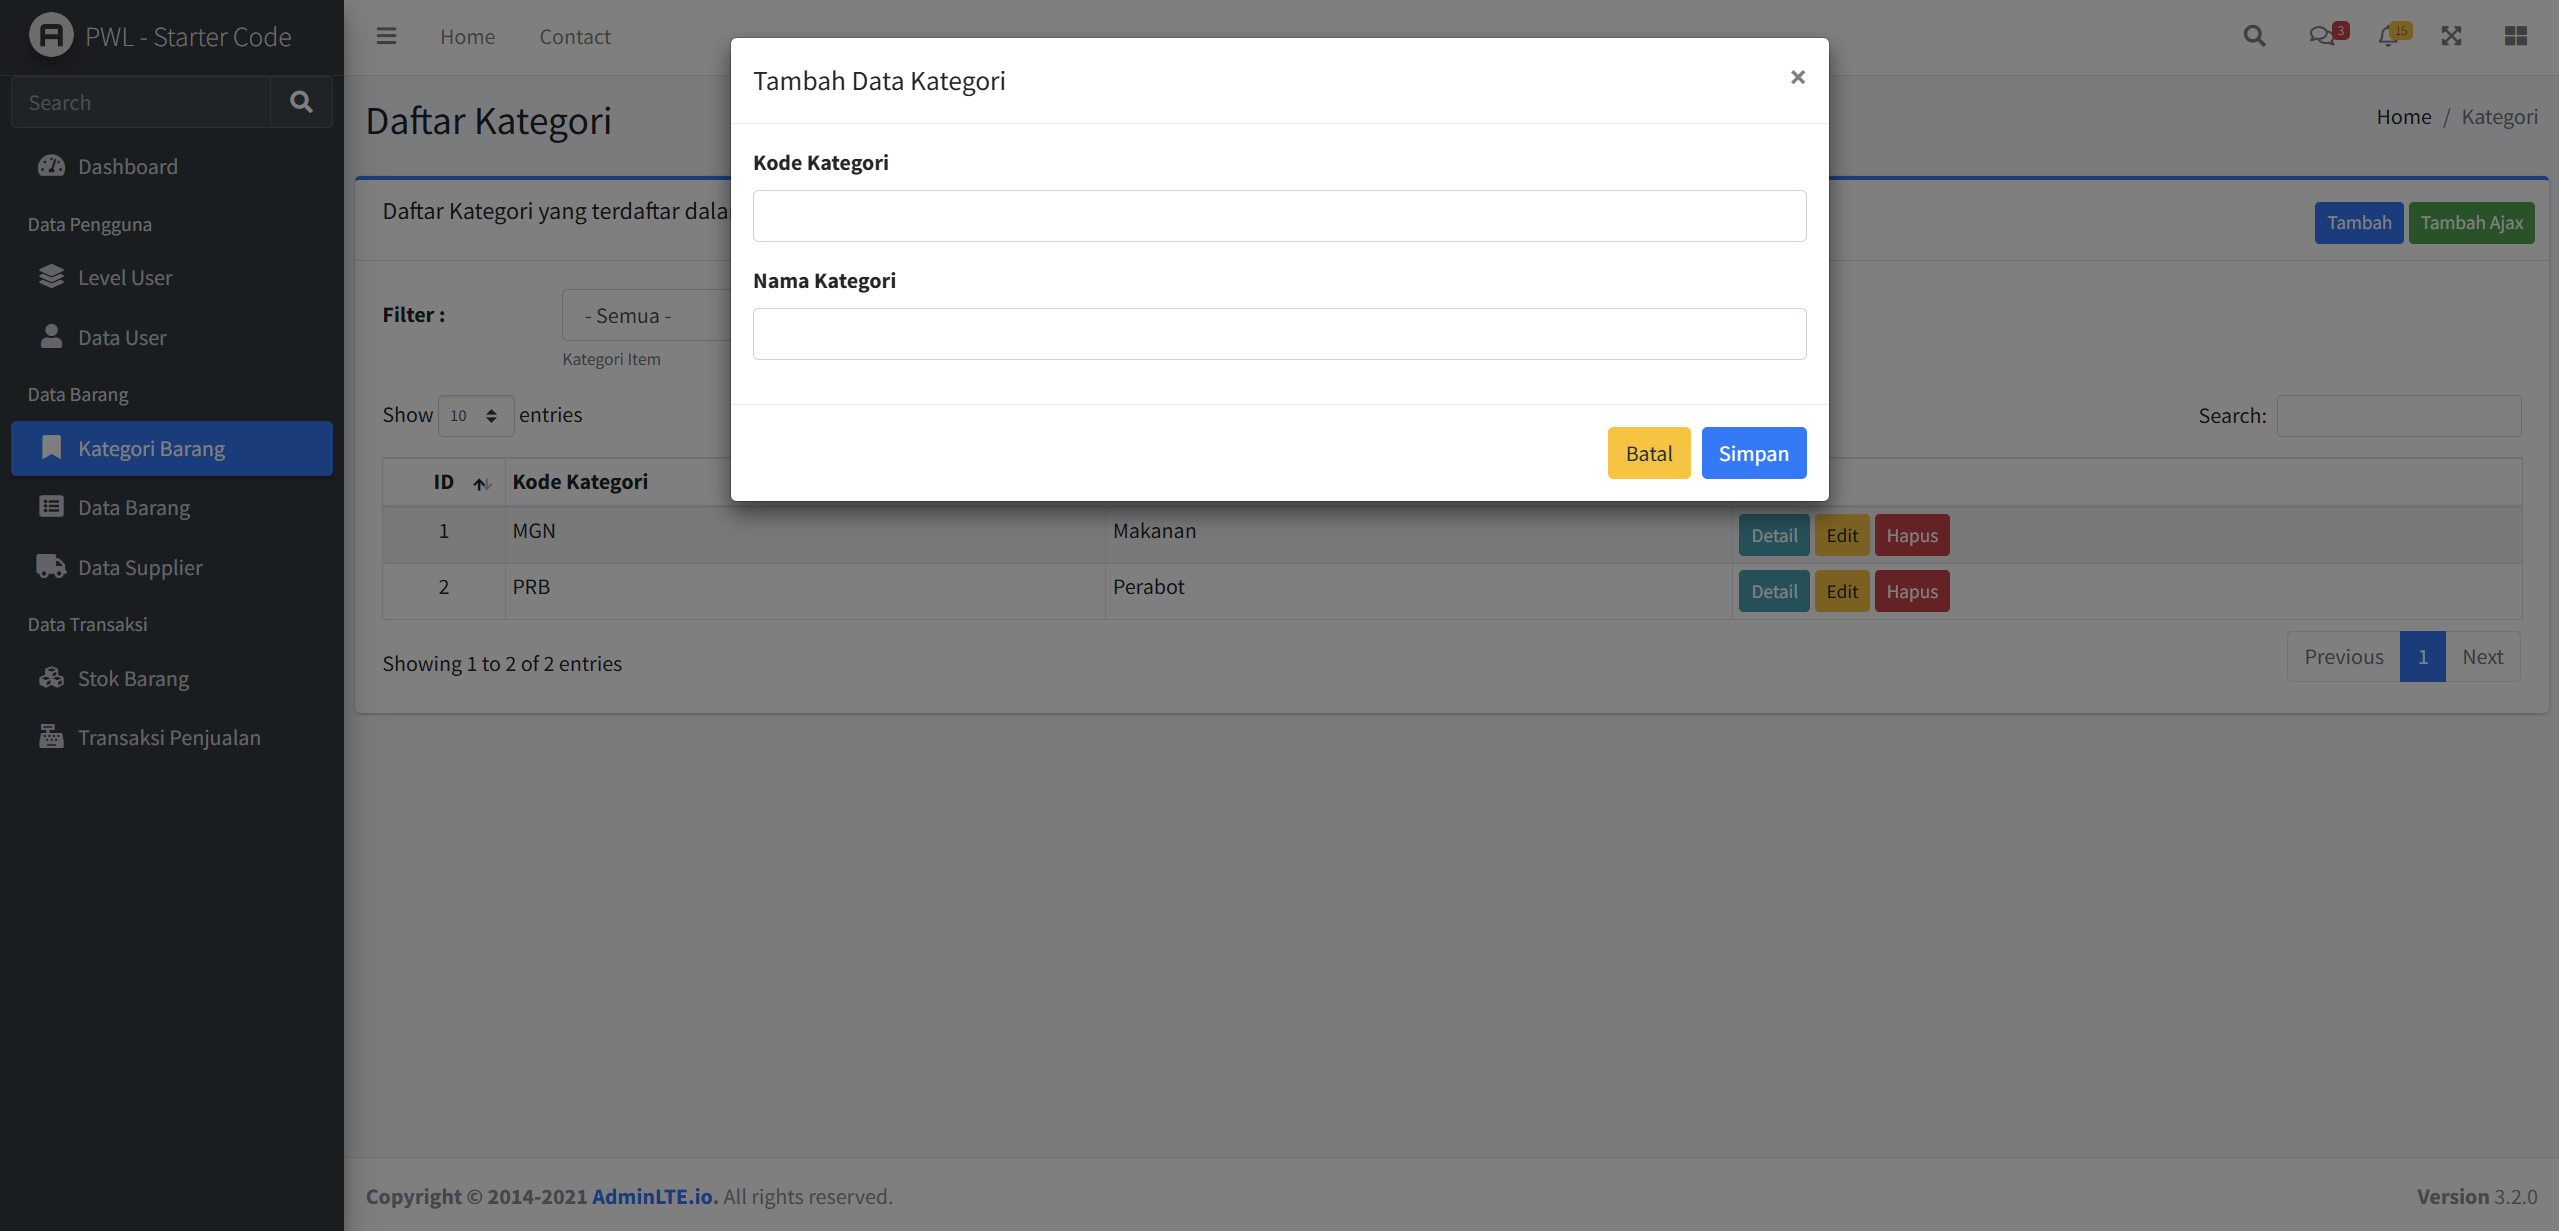 PWL - Starter Code
Search
Dashboard
Data Pengguna
Level User
Data User
Data Barang
Kategori Barang
Data Barang
Data Supplier
Data Transaksi
Stok Barang
Transaksi Penjualan
Home Contact
3
15
Daftar Kategori
Home / Kategori
Daftar Kategori yang terdaftar
Tambah Tambah Ajax
Filter :
- Semua -
Kategori Item
Show 10 entries
Search:
ID Kode Kategori
1 MGN Makanan Detail Edit Hapus
2 PRB Perabot Detail Edit Hapus
Showing 1 to 2 of 2 entries
Previous 1 Next
Tambah Data Kategori
×
Kode Kategori
Nama Kategori
Batal Simpan
Copyright © 2014-2021 AdminLTE.io. All rights reserved.
Version 3.2.0